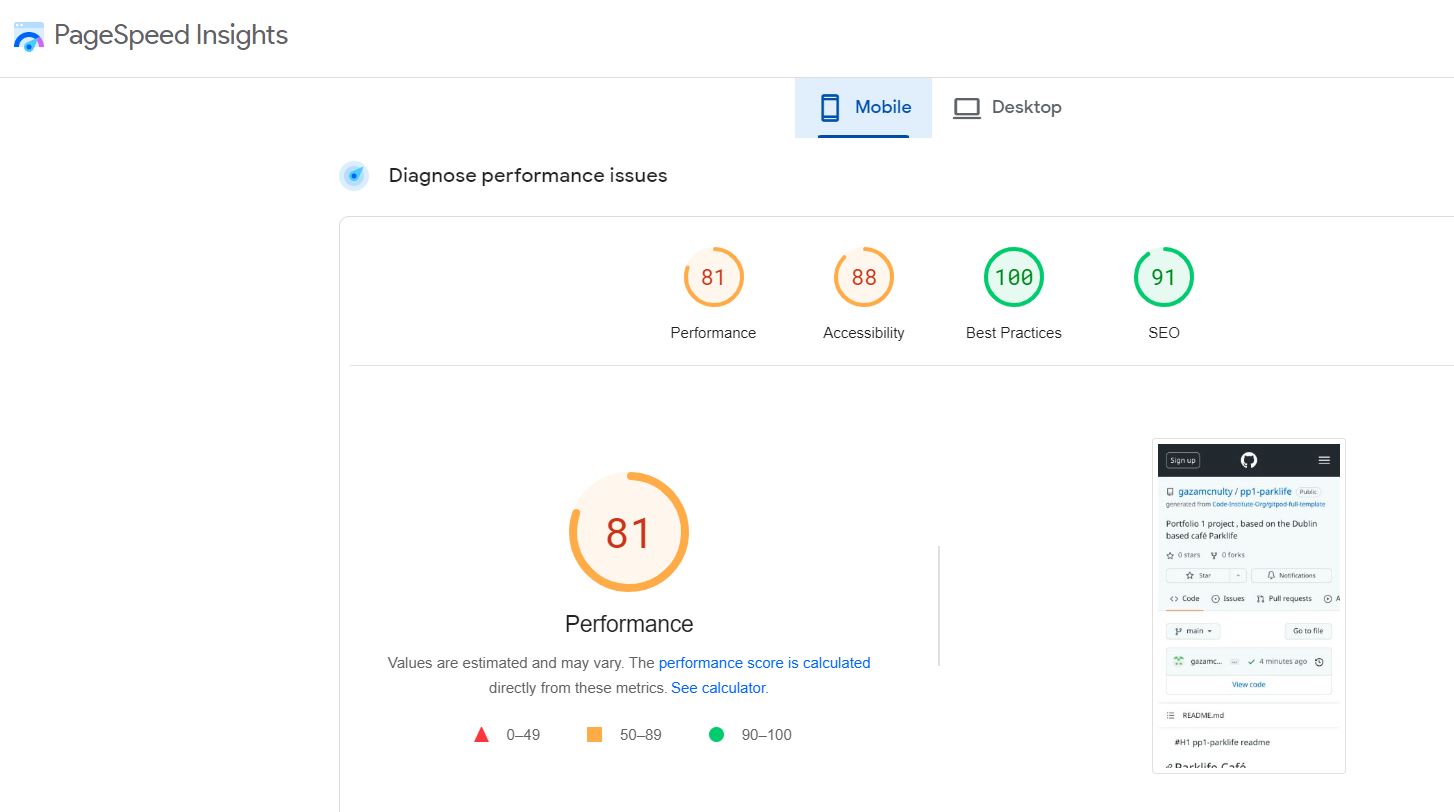 PageSpeed Insights
Mobile
Desktop
Diagnose performance issues
81
88
100
91
Performance
Accessibility
Best Practices
SEO
81
Performance
Values are estimated and may vary. The performance score is calculated
directly from these metrics. See calculator.
0–49
50–89
90–100
Sign up
gazamcnulty / pp1-parklife Public
generated from Code-Institute-Org/gitpod-full-template
Portfolio 1 project , based on the Dublin
based café Parklife
0 stars 0 forks
Star
Notifications
Code Issues Pull requests A
main
Go to file
gazamc... ... 4 minutes ago
View code
README.md
#H1 pp1-parklife readme
Parklife Café